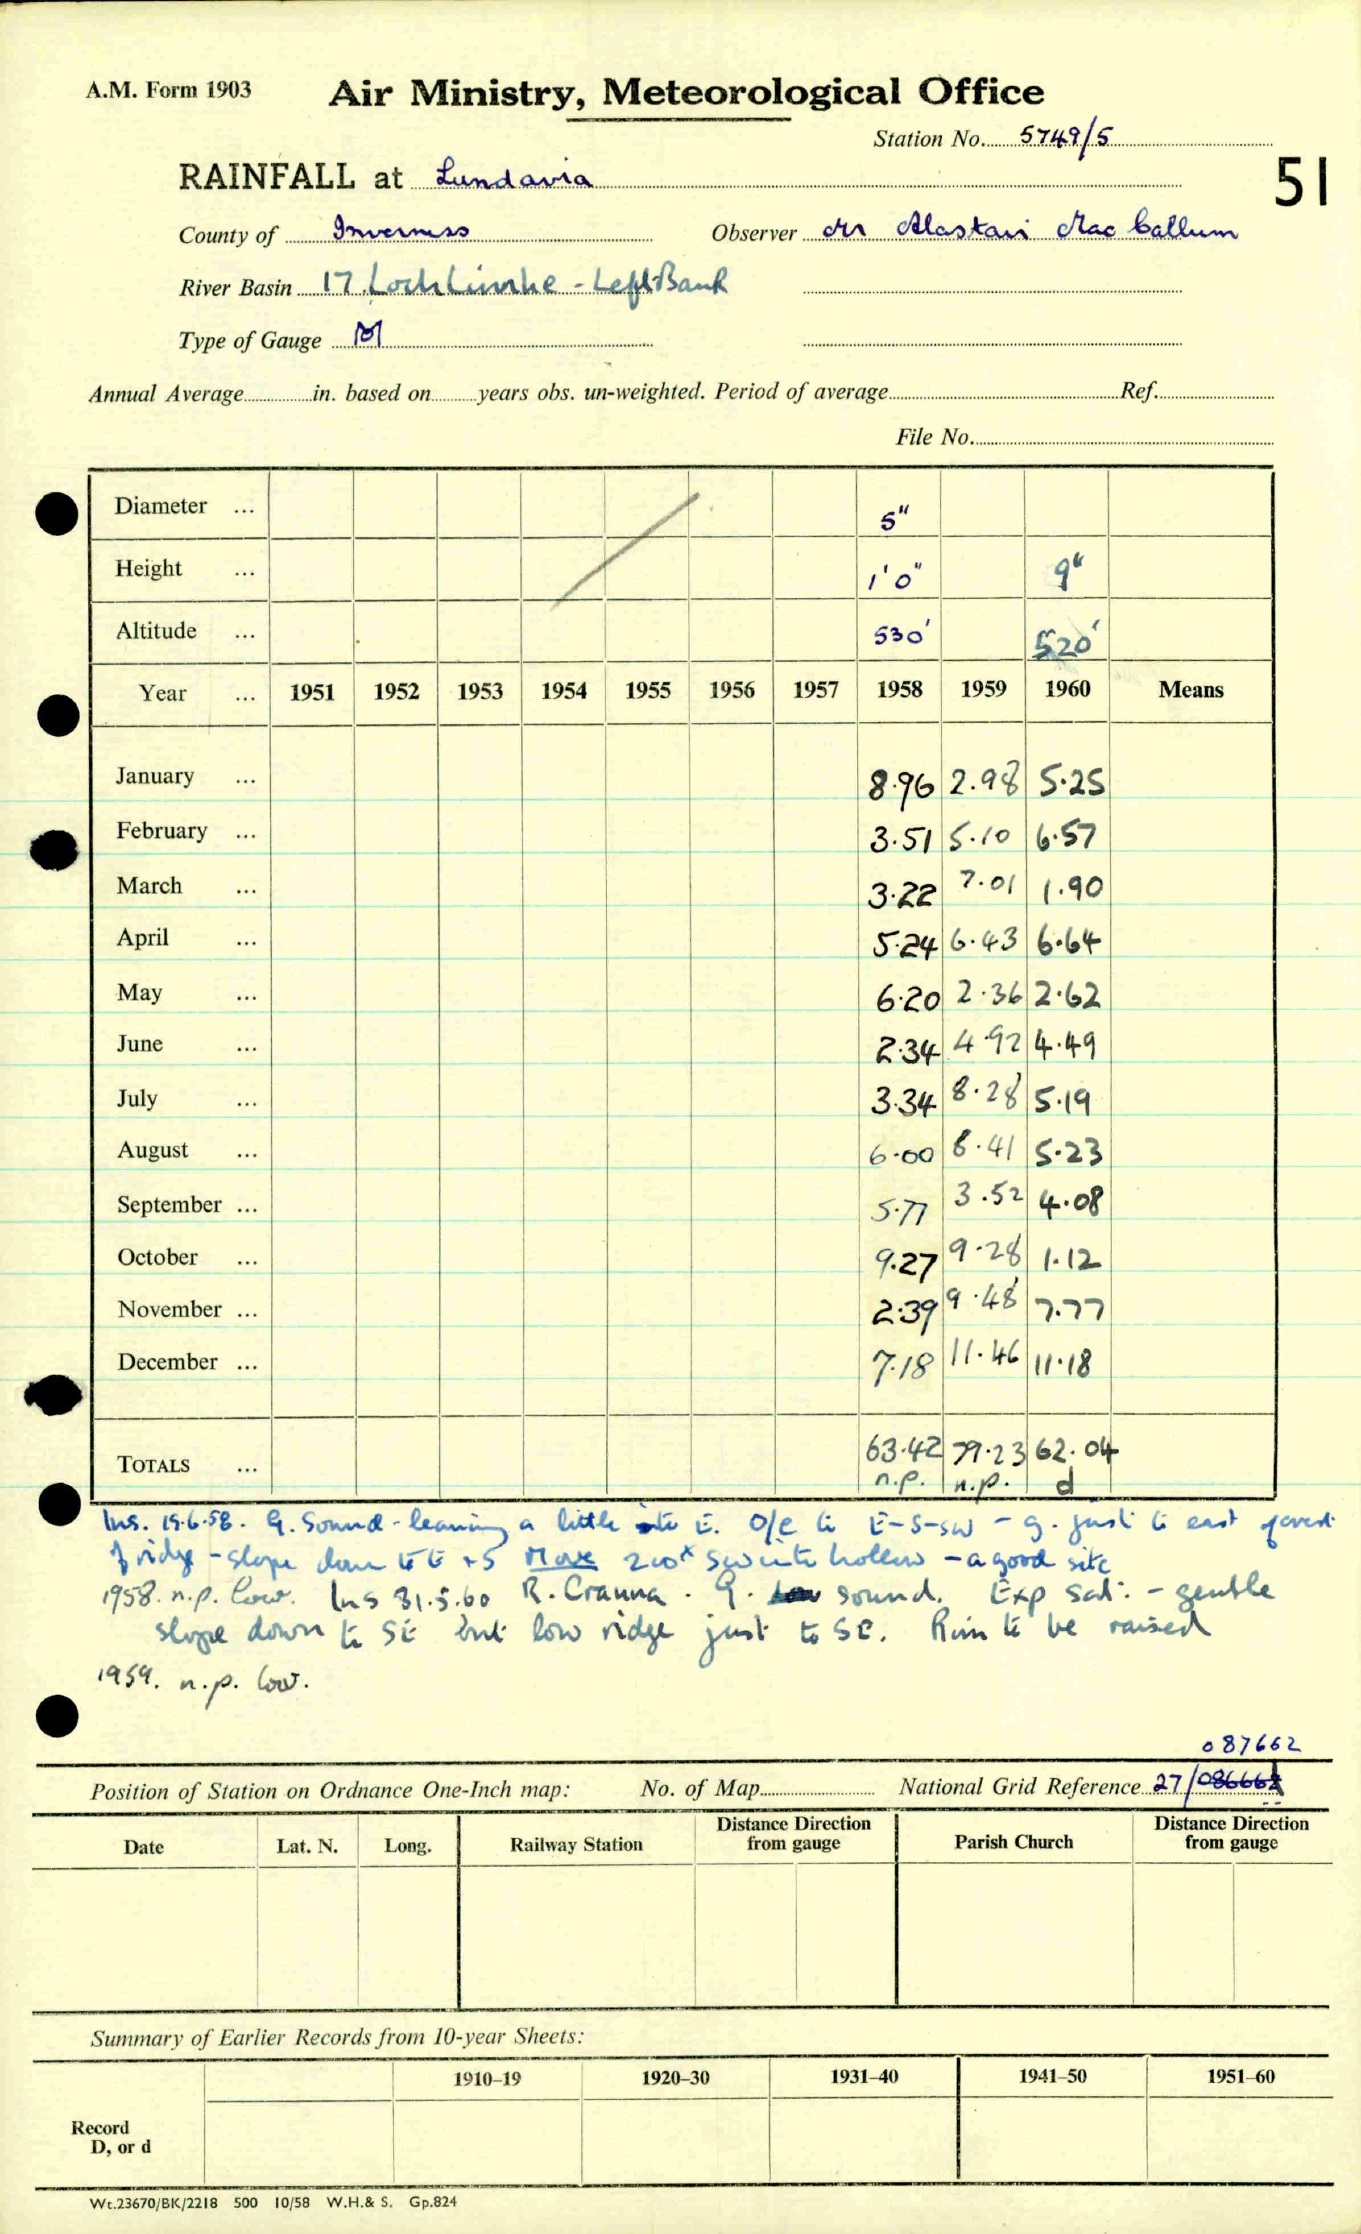 A.M. Form 1903 Air Ministry, Meteorological Office
Station No. 5749/5
RAINFALL at Lundavra 51
County of Inverness Observer Mr Alastair MacCallum
River Basin 17 Loch Linnhe - Left Bank
Type of Gauge M
Annual Average in. based on years obs. un-weighted. Period of average Ref.
File No.
Diameter ... 5"
Height ... 1' 0" 9"
Altitude ... 530' 520'
Year ... 1951 1952 1953 1954 1955 1956 1957 1958 1959 1960 Means
January ... 8.96 2.98 5.25
February ... 3.51 5.10 6.57
March ... 3.22 7.01 1.90
April ... 5.24 6.43 6.64
May ... 6.20 2.36 2.62
June ... 2.34 4.92 4.49
July ... 3.34 8.28 5.19
August ... 6.00 8.41 5.23
September ... 5.77 3.52 4.08
October ... 9.27 9.28 1.12
November ... 2.39 9.48 7.77
December ... 7.18 11.46 11.18
TOTALS ... 63.42 79.23 62.04
n.p. n.p. d
Ins. 19.6.58. G. Sound - leaning a little to E. O/C to E-S-SW - g. just to east of crest
of ridge - slope down to E + S Move 200x SW into hollow - a good site
1958. n.p. low. Ins 31.5.60 R. Cranna. G. sound. Exp sat: - gentle
slope down to SE but low ridge just to SE. Rim to be raised
1959. n.p. low.
087662
Position of Station on Ordnance One-Inch map: No. of Map National Grid Reference 27/086662
Date Lat. N. Long. Railway Station Distance Direction from gauge Parish Church Distance Direction from gauge
Summary of Earlier Records from 10-year Sheets:
1910–19 1920–30 1931–40 1941–50 1951–60
Record
D, or d
Wt.23670/BK/2218 500 10/58 W.H.& S. Gp.824